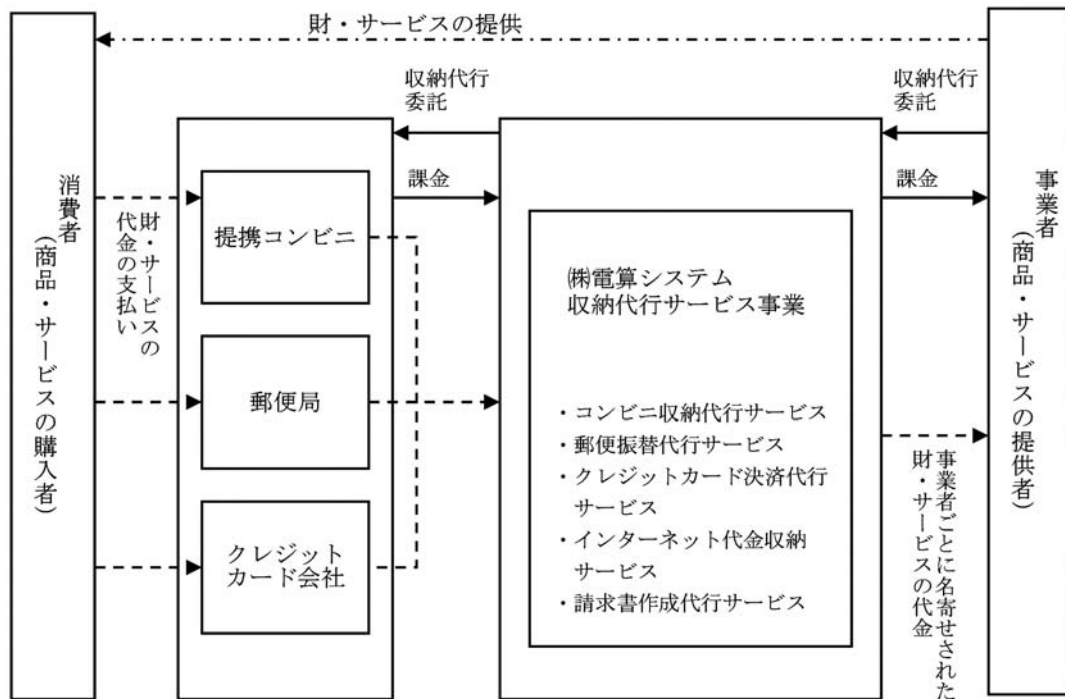 財・サービスの提供
収納代行
委託
収納代行
委託
課金
課金
消費者
(商品・サービスの購入者)
財・サービスの
代金の支払い
提携コンビニ
郵便局
クレジット
カード会社
㈱電算システム
収納代行サービス事業
・コンビニ収納代行サービス
・郵便振替代行サービス
・クレジットカード決済代行
サービス
・インターネット代金収納
サービス
・請求書作成代行サービス
事業者ごとに名寄せされた
財・サービスの代金
事業者
(商品・サービスの提供者)